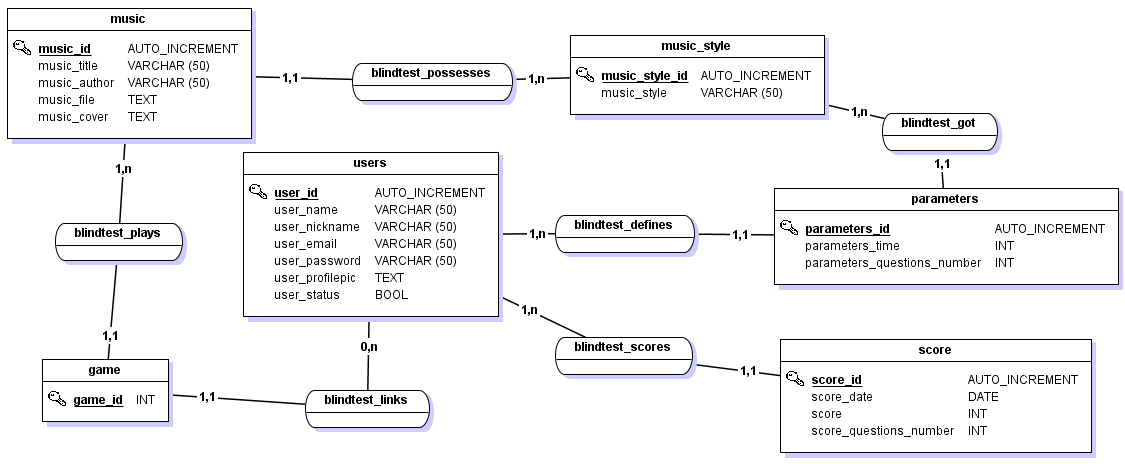 music
music_id AUTO_INCREMENT
music_title VARCHAR (50)
music_author VARCHAR (50)
music_file TEXT
music_cover TEXT
1,1
blindtest_possesses
1,n
music_style
music_style_id AUTO_INCREMENT
music_style VARCHAR (50)
1,n
blindtest_got
1,1
1,n
blindtest_plays
1,1
users
user_id AUTO_INCREMENT
user_name VARCHAR (50)
user_nickname VARCHAR (50)
user_email VARCHAR (50)
user_password VARCHAR (50)
user_profilepic TEXT
user_status BOOL
1,n
blindtest_defines
1,1
parameters
parameters_id AUTO_INCREMENT
parameters_time INT
parameters_questions_number INT
1,n
blindtest_scores
1,1
score
score_id AUTO_INCREMENT
score_date DATE
score INT
score_questions_number INT
0,n
game
game_id INT
1,1
blindtest_links